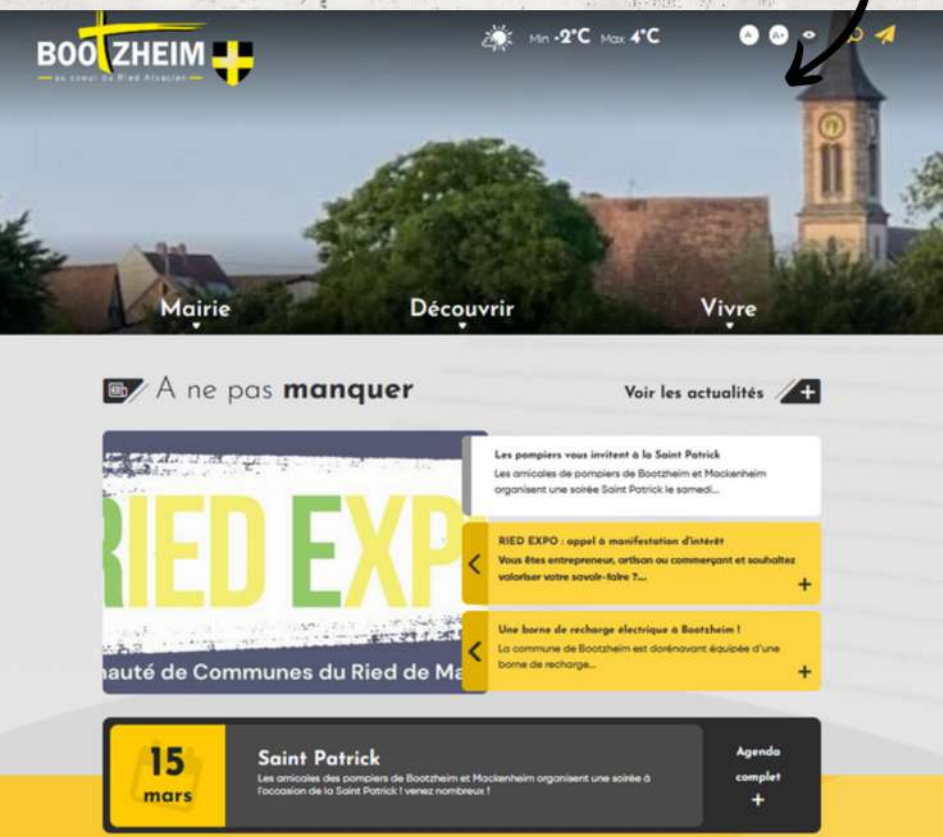 BOOTZHEIM
au coeur du Ried Alsacien
Min -2°C Max 4°C
A- A+
Mairie
Découvrir
Vivre
A ne pas manquer
Voir les actualités +
RIED EXP
nauté de Communes du Ried de Ma
Les pompiers vous invitent à la Saint Patrick
Les amicales de pompiers de Bootzheim et Mackenheim
organisent une soirée Saint Patrick le samedi...
RIED EXPO : appel à manifestation d'intérêt
Vous êtes entrepreneur, artisan ou commerçant et souhaitez
valoriser votre savoir-faire ?...
+
Une borne de recharge électrique à Bootzheim !
La commune de Bootzheim est dorénavant équipée d'une
borne de recharge...
+
15
mars
Saint Patrick
Les amicales des pompiers de Bootzheim et Mackenheim organisent une soirée à
l'occasion de la Saint Patrick ! venez nombreux !
Agenda
complet
+